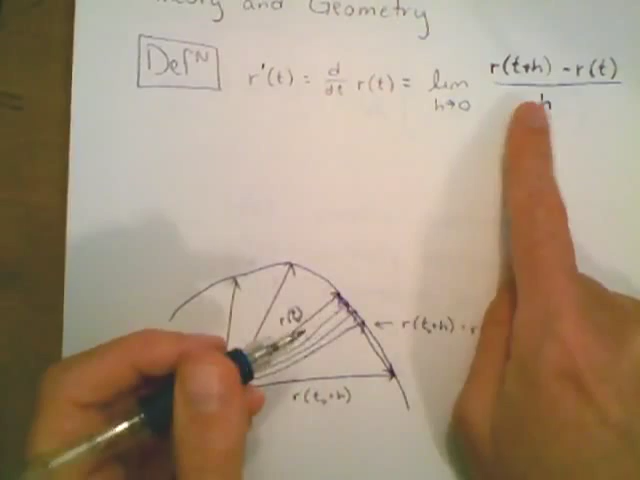 and Geometry
Defᴺ r'(t) = d/dt r(t) = lim h→0 r(t+h) - r(t) / h
r(t)
← r(t₀+h) -
r(t₀+h)